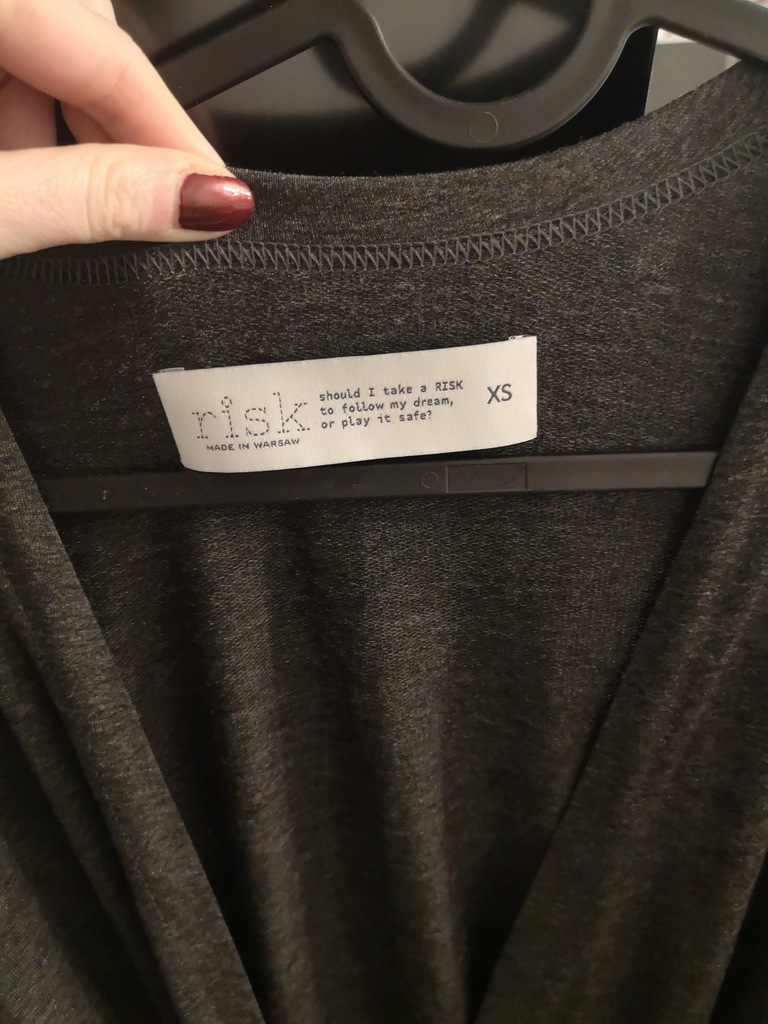 risk
MADE IN WARSAW
should I take a RISK
to follow my dream,
or play it safe?
XS